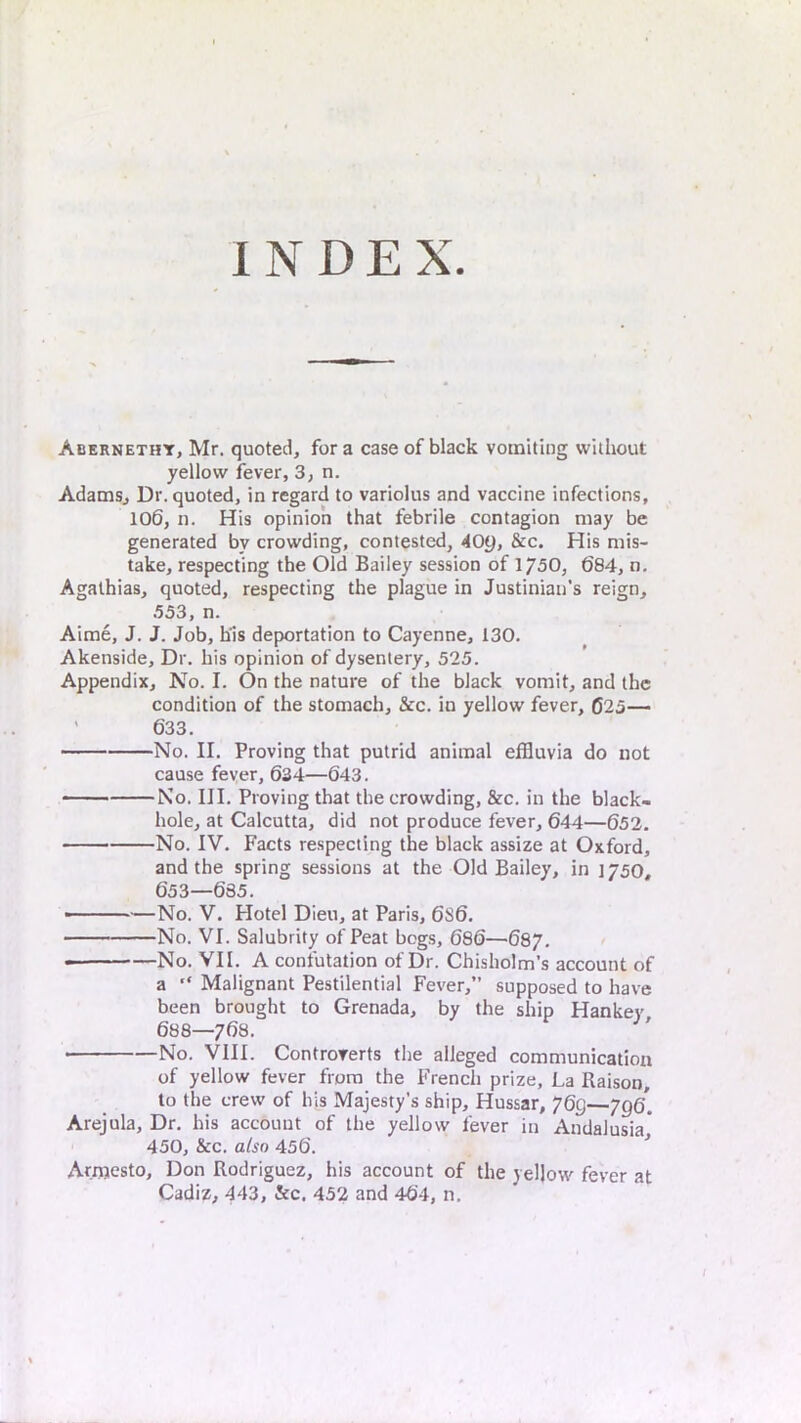 INDEX.
ABERNETHY, Mr. quoted, for a case of black vomiting without
yellow fever, 3, n.
Adams, Dr. quoted, in regard to variolus and vaccine infections,
106, n. His opinion that febrile contagion may be
generated by crowding, contested, 409, &c. His mis-
take, respecting the Old Bailey session of 1750, 684, n.
Agathias, quoted, respecting the plague in Justinian's reign,
553, n.
Aimé, J. J. Job, his deportation to Cayenne, 130.
Akenside, Dr. his opinion of dysentery, 525.
Appendix, No. I. On the nature of the black vomit, and the
condition of the stomach, &c. in yellow fever, 625—
633.
———No. II. Proving that putrid animal effluvia do not
cause fever, 634—643.
———No. III. Proving that the crowding, &c. in the black-
hole, at Calcutta, did not produce fever, 644—652.
———No. IV. Facts respecting the black assize at Oxford,
and the spring sessions at the Old Bailey, in 1750,
653—685.
———No. V. Hotel Dieu, at Paris, 686.
———No. VI. Salubrity of Peat bogs, 686—687.
———No. VII. A confutation of Dr. Chisholm's account of
a "Malignant Pestilential Fever," supposed to have
been brought to Grenada, by the ship Hankey,
688—768.
———No. VIII. Controverts the alleged communication
of yellow fever from the French prize, La Raison,
to the crew of his Majesty's ship, Hussar, 769—796.
Arejula, Dr. his account of the yellow fever in Andalusia,
450, &c. also 456.
Armesto, Don Rodriguez, his account of the yellow fever at
Cadiz, 443, &c. 452 and 464, n.